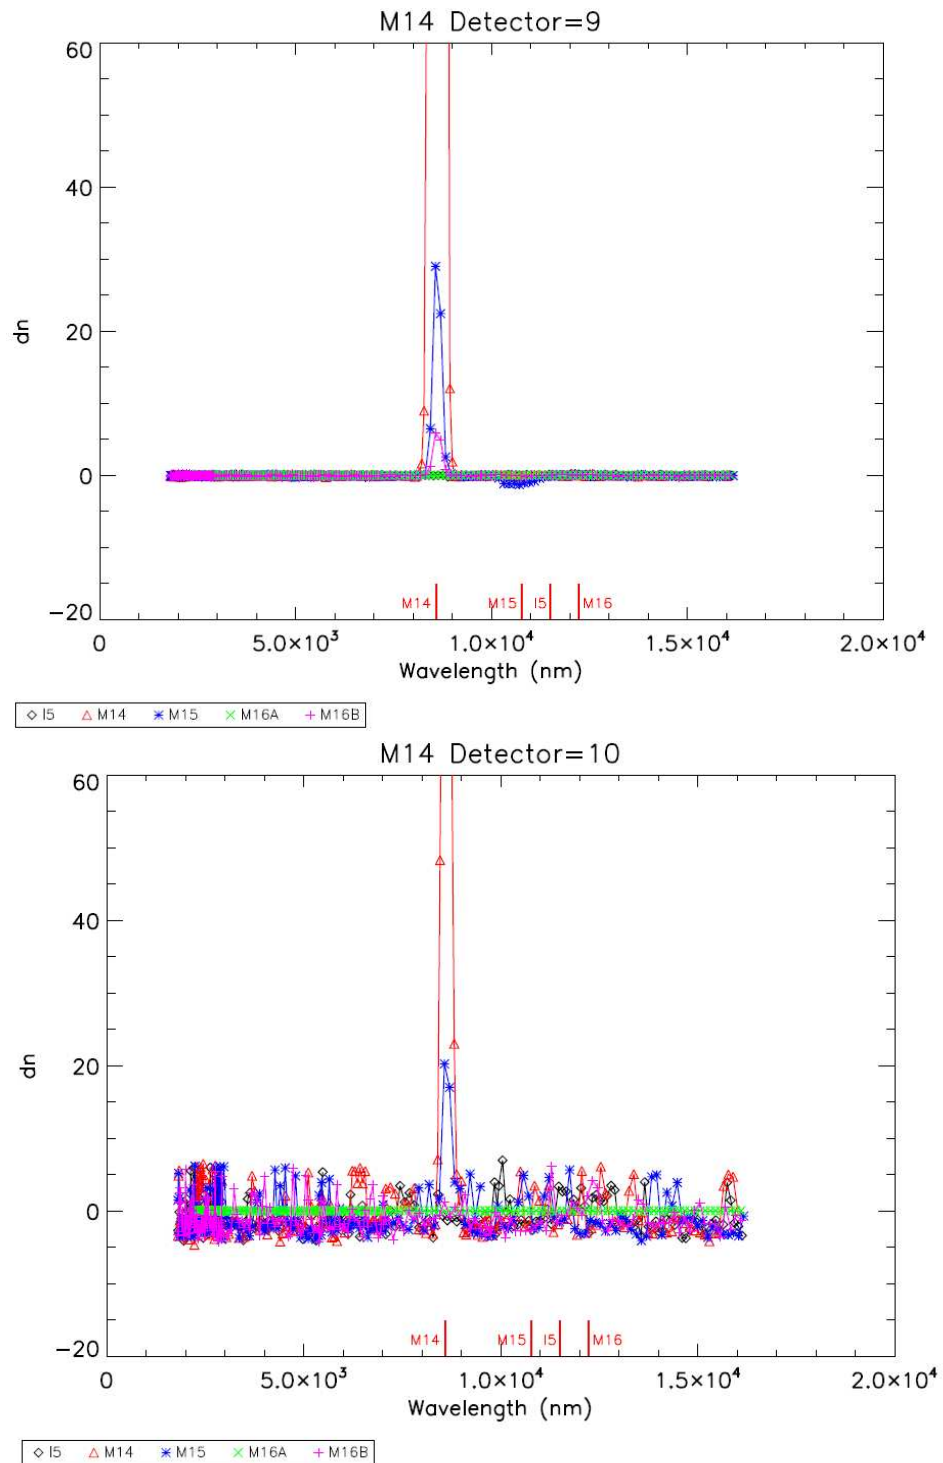 M14 Detector=9
60
40
20
0
−20
dn
M14 M15 I5 M16
0 5.0×10³ 1.0×10⁴ 1.5×10⁴ 2.0×10⁴
Wavelength (nm)
I5 M14 M15 M16A M16B
M14 Detector=10
60
40
20
0
−20
dn
M14 M15 I5 M16
0 5.0×10³ 1.0×10⁴ 1.5×10⁴ 2.0×10⁴
Wavelength (nm)
I5 M14 M15 M16A M16B